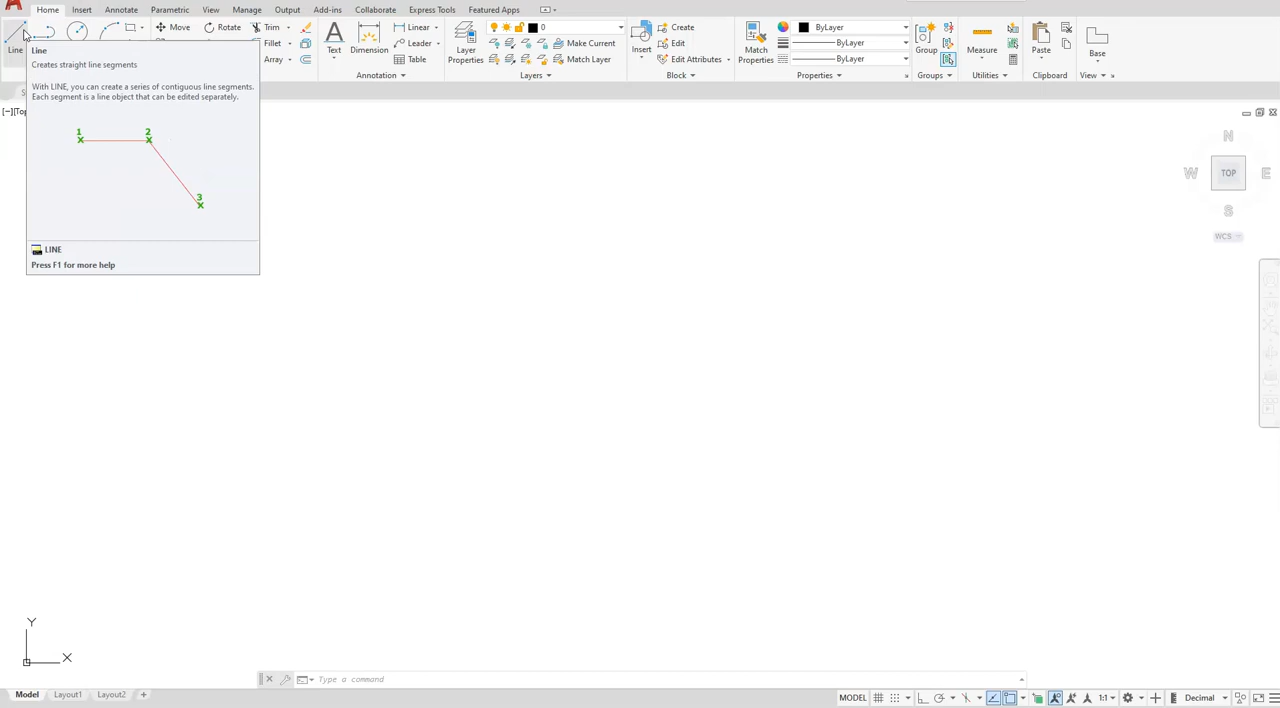 Home Insert Annotate Parametric View Manage Output Add-ins Collaborate Express Tools Featured Apps
Move Rotate Trim Linear 0 Create ByLayer
Line Text Dimension Layer Properties Insert Match Properties Group Measure Paste Base
Fillet Leader Make Current Edit ByLayer
Array Table Match Layer Edit Attributes ByLayer
Annotation Layers Block Properties Groups Utilities Clipboard View
Line
Creates straight line segments
With LINE, you can create a series of contiguous line segments.
Each segment is a line object that can be edited separately.
1 2
3
LINE
Press F1 for more help
[−][Top
N
W TOP E
S
WCS
Y
X
Type a command
Model Layout1 Layout2 +
MODEL 1:1 Decimal